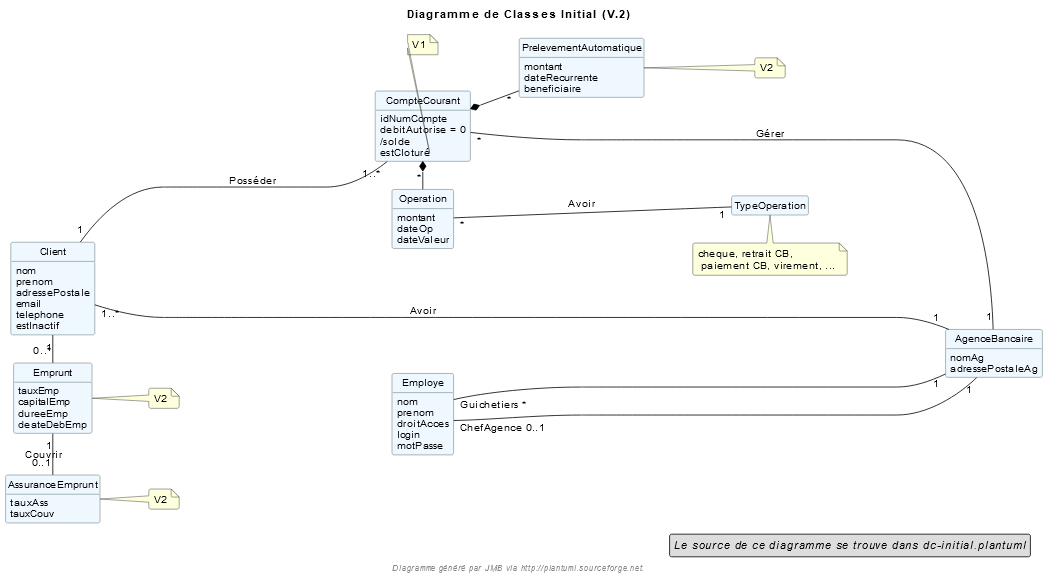 Diagramme de Classes Initial (V.2)
V1
PrelevementAutomatique
montant
dateRecurrente
beneficiaire
V2
CompteCourant
idNumCompte
debitAutorise = 0
/solde
estCloturé
*
*
Gérer
1..*
*
Posséder
1
Operation
montant
dateOp
dateValeur
*
Avoir
1
TypeOperation
cheque, retrait CB,
paiement CB, virement, ...
Client
nom
prenom
adressePostale
email
telephone
estInactif
1..*
Avoir
1
1
AgenceBancaire
nomAg
adressePostaleAg
1
1
0..1
1
Emprunt
tauxEmp
capitalEmp
dureeEmp
deateDebEmp
V2
Employe
nom
prenom
droitAcces
login
motPasse
Guichetiers *
ChefAgence 0..1
1
Couvrir
0..1
AssuranceEmprunt
tauxAss
tauxCouv
V2
Le source de ce diagramme se trouve dans dc-initial.plantuml
Diagramme généré par JMB via http://plantuml.sourceforge.net.